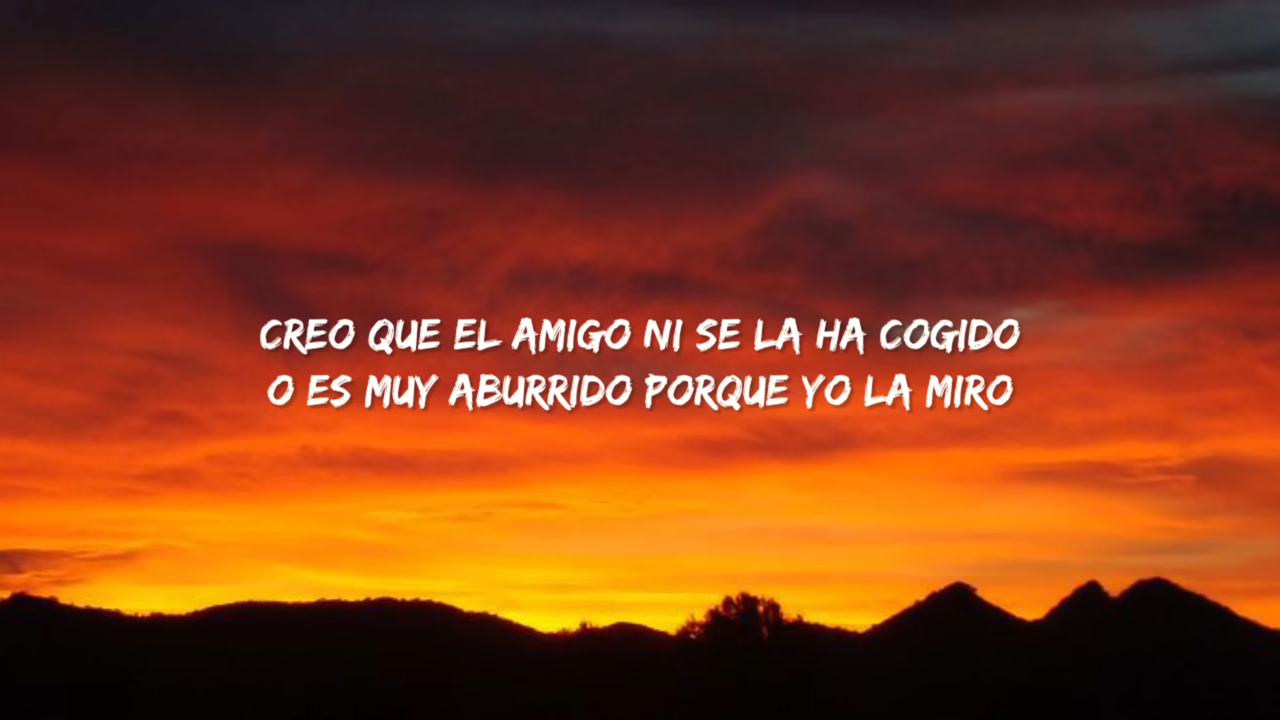 CREO QUE EL AMIGO NI SE LA HA COGIDO
O ES MUY ABURRIDO PORQUE YO LA MIRO